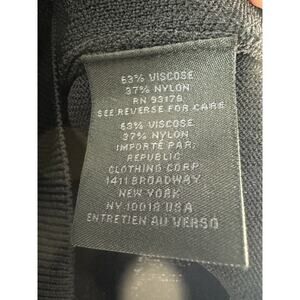 63% VISCOSE
37% NYLON
RN 93178
SEE REVERSE FOR CARE
63% VISCOSE
37% NYLON
IMPORTÉ PAR:
REPUBLIC
CLOTHING CORP.
1411 BROADWAY
NEW YORK
NY 10018 USA
ENTRETIEN AU VERSO